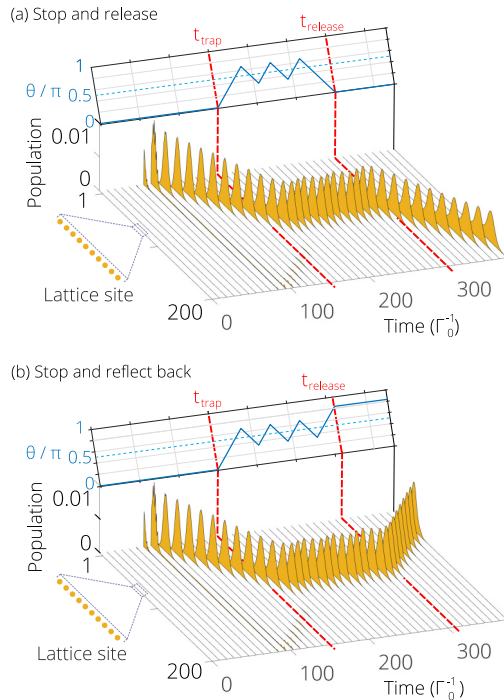 (a) Stop and release
t_trap
t_release
1
0.5
θ / π
0
0.01
Population
0
1
Lattice site
200
0
100
200
300
Time (Γ₀⁻¹)
(b) Stop and reflect back
t_trap
t_release
1
0.5
θ / π
0
0.01
Population
0
1
Lattice site
200
0
100
200
300
Time (Γ₀⁻¹)